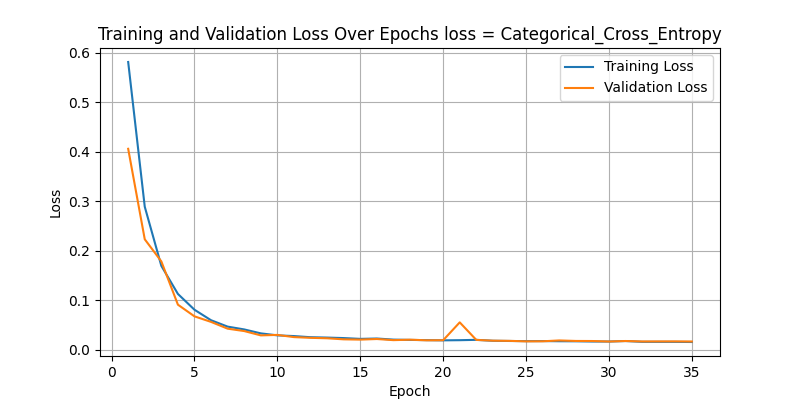 Training and Validation Loss Over Epochs loss = Categorical_Cross_Entropy
Training Loss
Validation Loss
0.6
0.5
0.4
0.3
0.2
0.1
0.0
Loss
0 5 10 15 20 25 30 35
Epoch